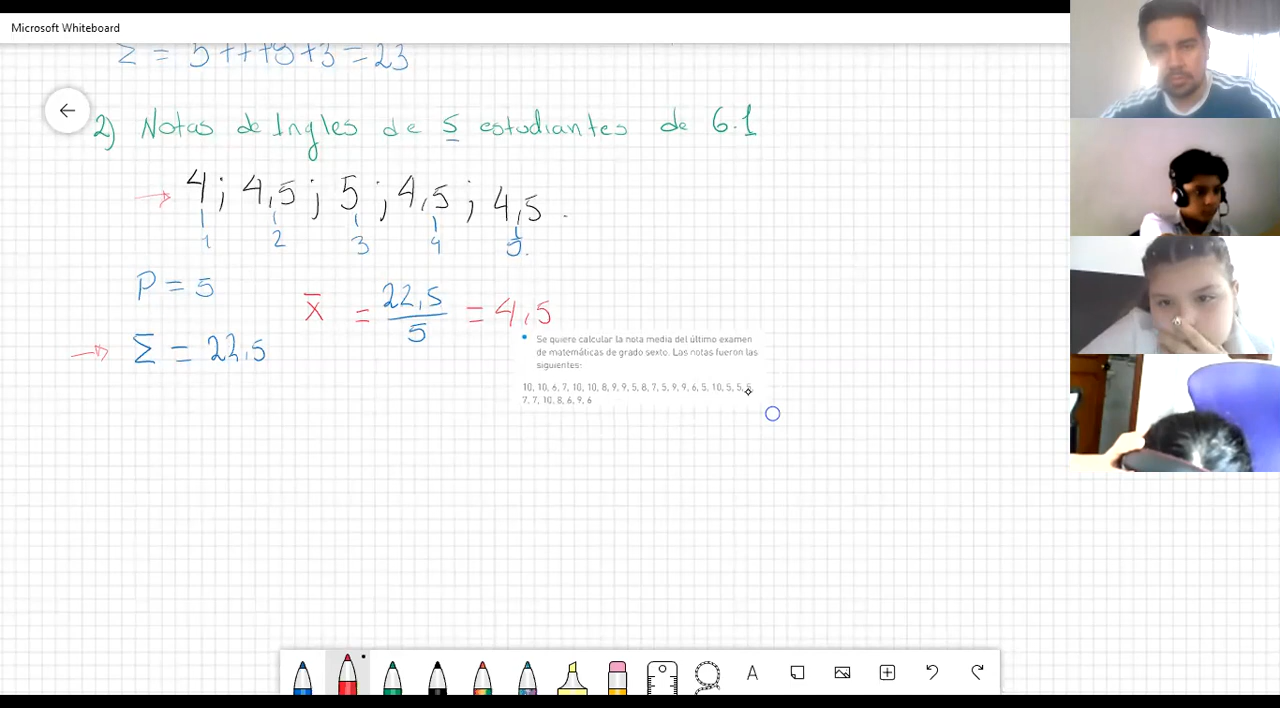 Microsoft Whiteboard
Σ = 5+7+8+3=23
2) Notas de Ingles de 5 estudiantes de 6.1
4; 4,5; 5; 4,5; 4,5.
1 2 3 4 5.
P = 5
x̄ = 22,5/5 = 4,5
Σ = 22,5
Se quiere calcular la nota media del último examen
de matemáticas de grado sexto. Las notas fueron las
siguientes:
10, 10, 6, 7, 10, 10, 8, 9, 9, 5, 8, 7, 5, 9, 9, 6, 5, 10, 5, 5,
7, 7, 10, 8, 6, 9, 6
A